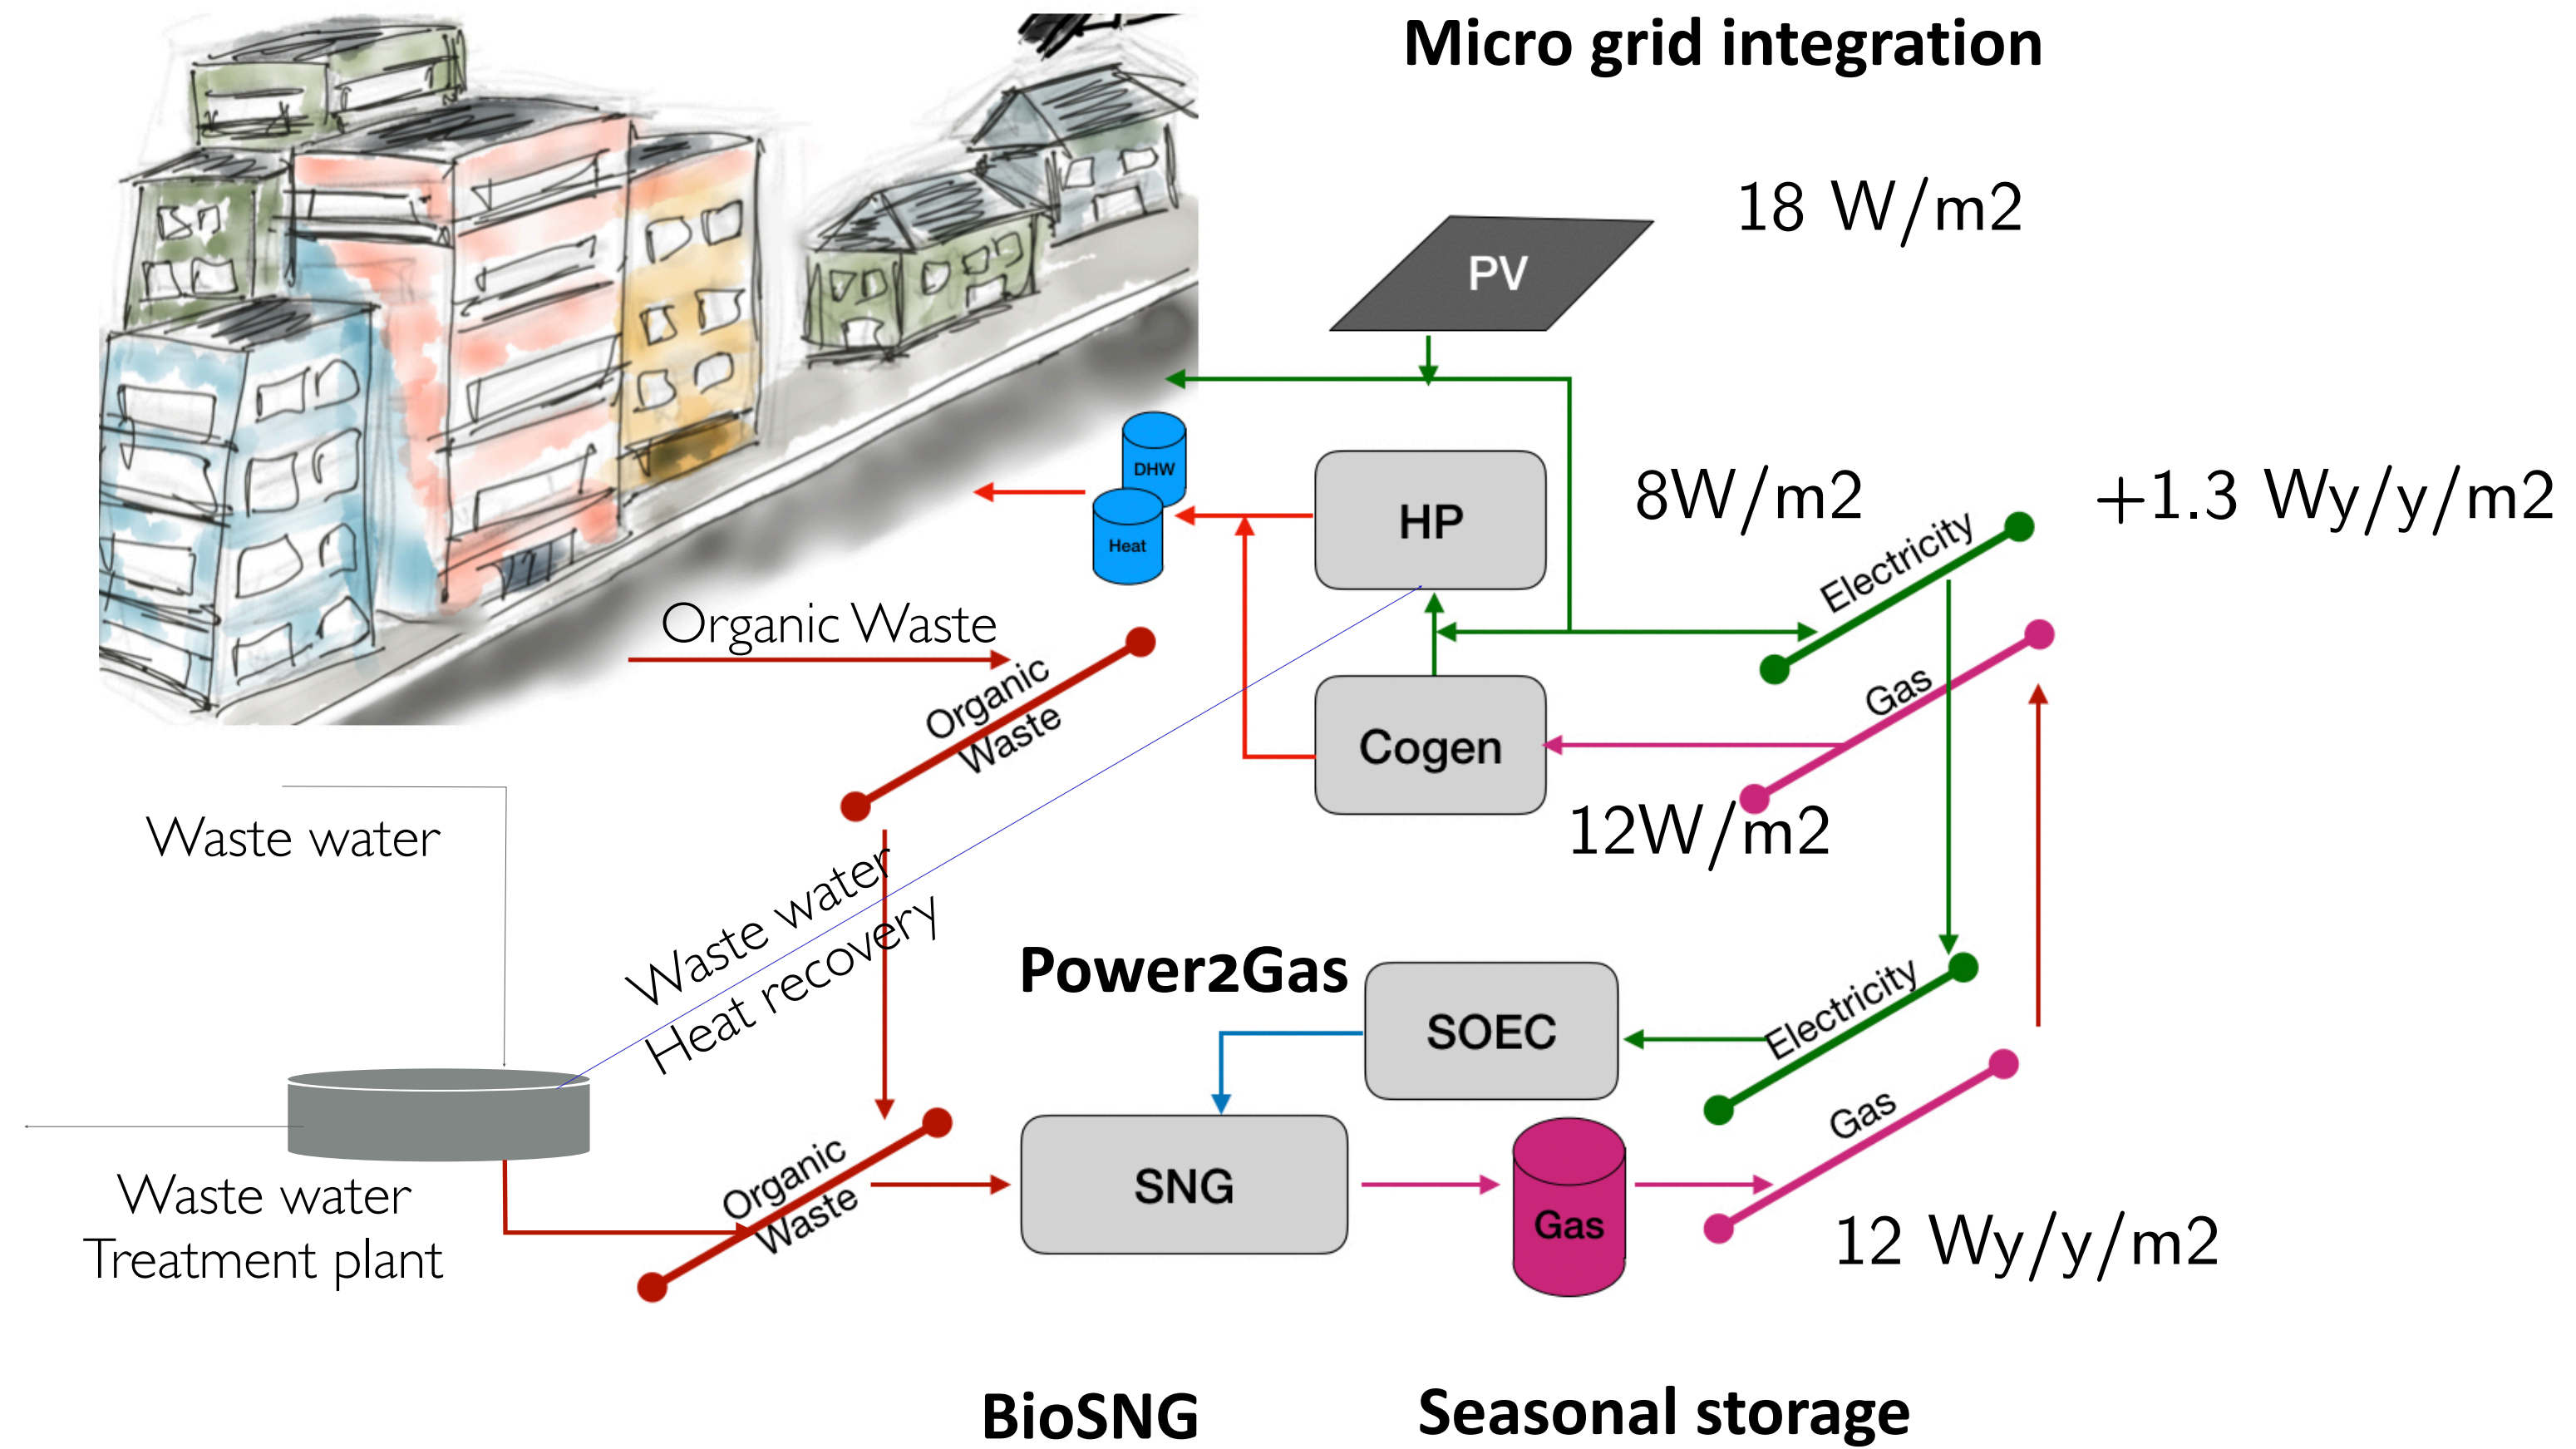 Micro grid integration
18 W/m2
PV
DHW
Heat
HP
8W/m2
+1.3 Wy/y/m2
Electricity
Organic Waste
Organic
Waste
Gas
Cogen
12W/m2
Waste water
Waste water
Heat recovery
Power2Gas
SOEC
Electricity
Gas
Organic
Waste
SNG
Gas
12 Wy/y/m2
Waste water
Treatment plant
BioSNG
Seasonal storage